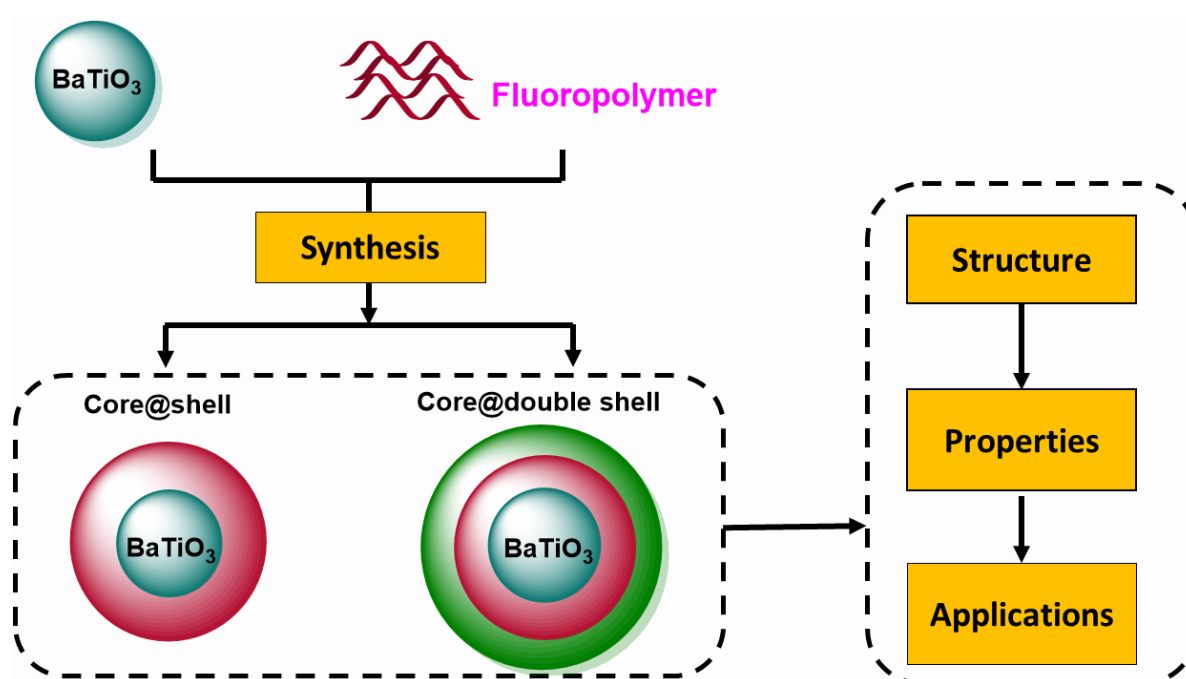 BaTiO₃
Fluoropolymer
Synthesis
Core@shell
Core@double shell
BaTiO₃
BaTiO₃
Structure
Properties
Applications